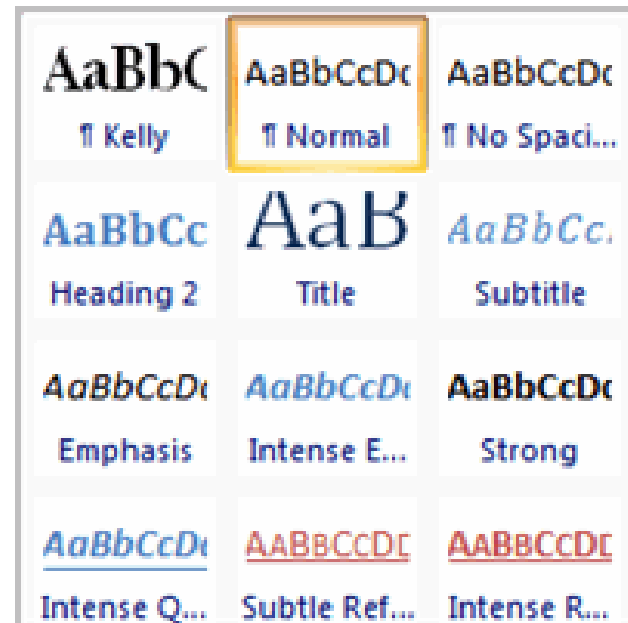 AaBbC AaBbCcDc AaBbCcDc
¶ Kelly ¶ Normal ¶ No Spaci...
AaBbCc AaB AaBbCc.
Heading 2 Title Subtitle
AaBbCcDc AaBbCcDc AaBbCcDc
Emphasis Intense E... Strong
AaBbCcDc AABBCCDD AABBCCDD
Intense Q... Subtle Ref... Intense R...